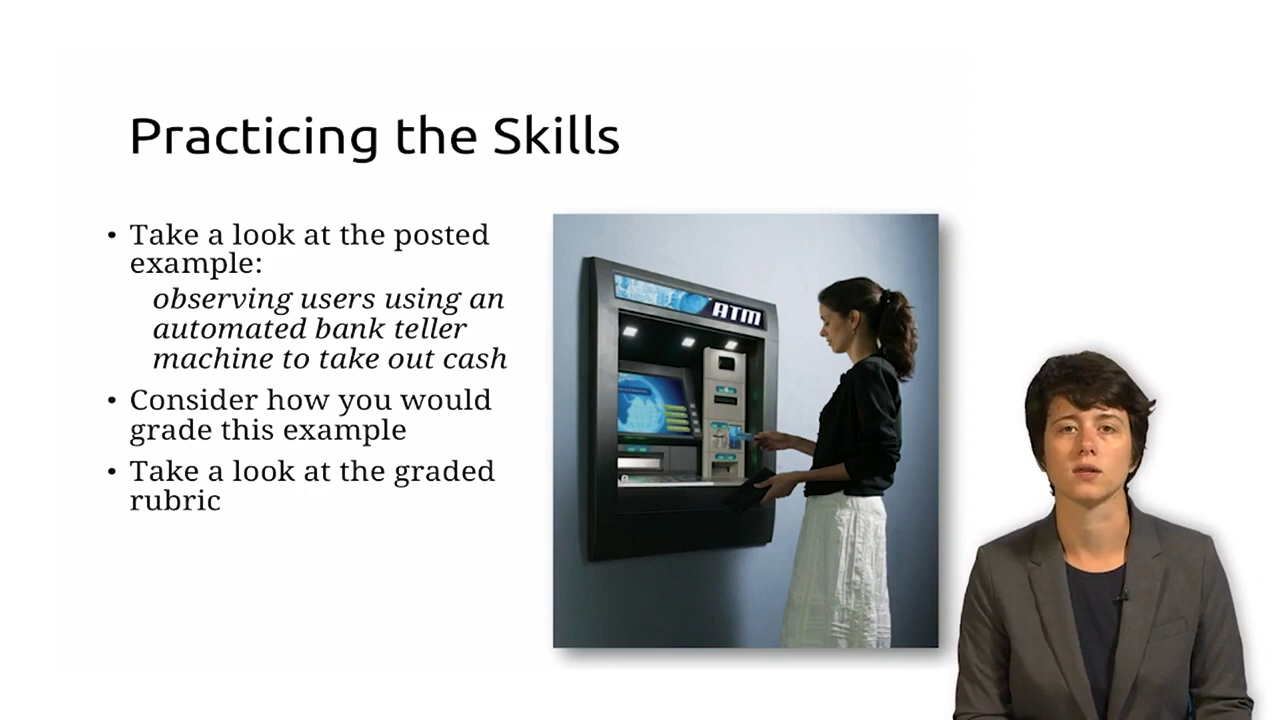 Practicing the Skills
• Take a look at the posted
example:
observing users using an
automated bank teller
machine to take out cash
• Consider how you would
grade this example
• Take a look at the graded
rubric
ATM